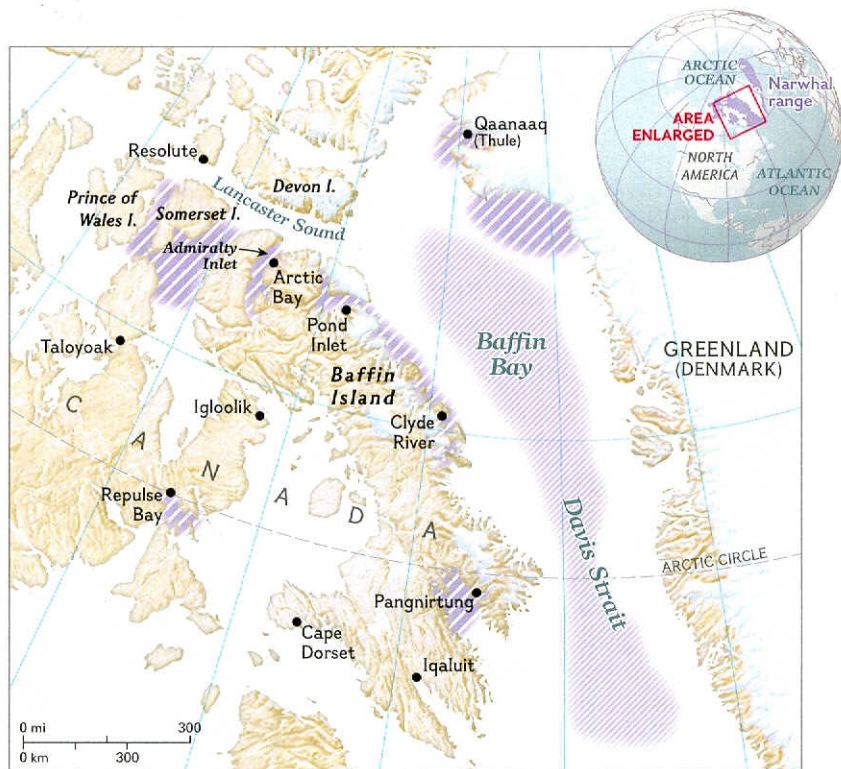 ARCTIC
OCEAN
Narwhal
range
AREA
ENLARGED
NORTH
AMERICA
ATLANTIC
OCEAN
Qaanaaq
(Thule)
Resolute
Devon I.
Lancaster Sound
Prince of
Wales I.
Somerset I.
Admiralty
Inlet
Arctic
Bay
Pond
Inlet
Taloyoak
Baffin
Bay
GREENLAND
(DENMARK)
Baffin
Island
Igloolik
Clyde
River
CANADA
Repulse
Bay
Davis Strait
ARCTIC CIRCLE
Pangnirtung
Cape
Dorset
Iqaluit
0 mi 300
0 km 300